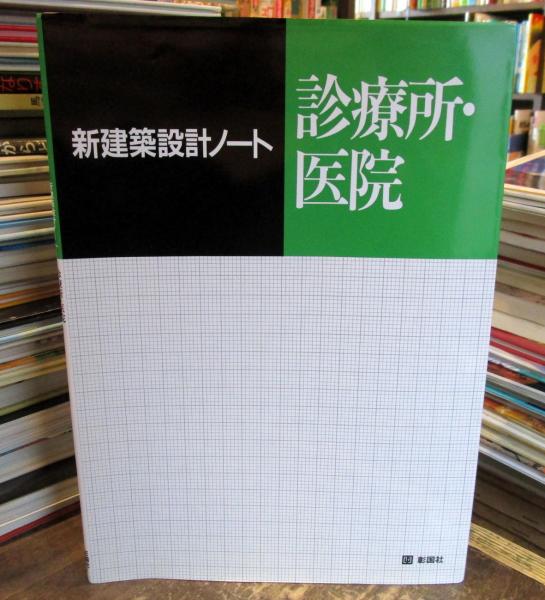 新建築設計ノート
診療所・
医院
彰国社